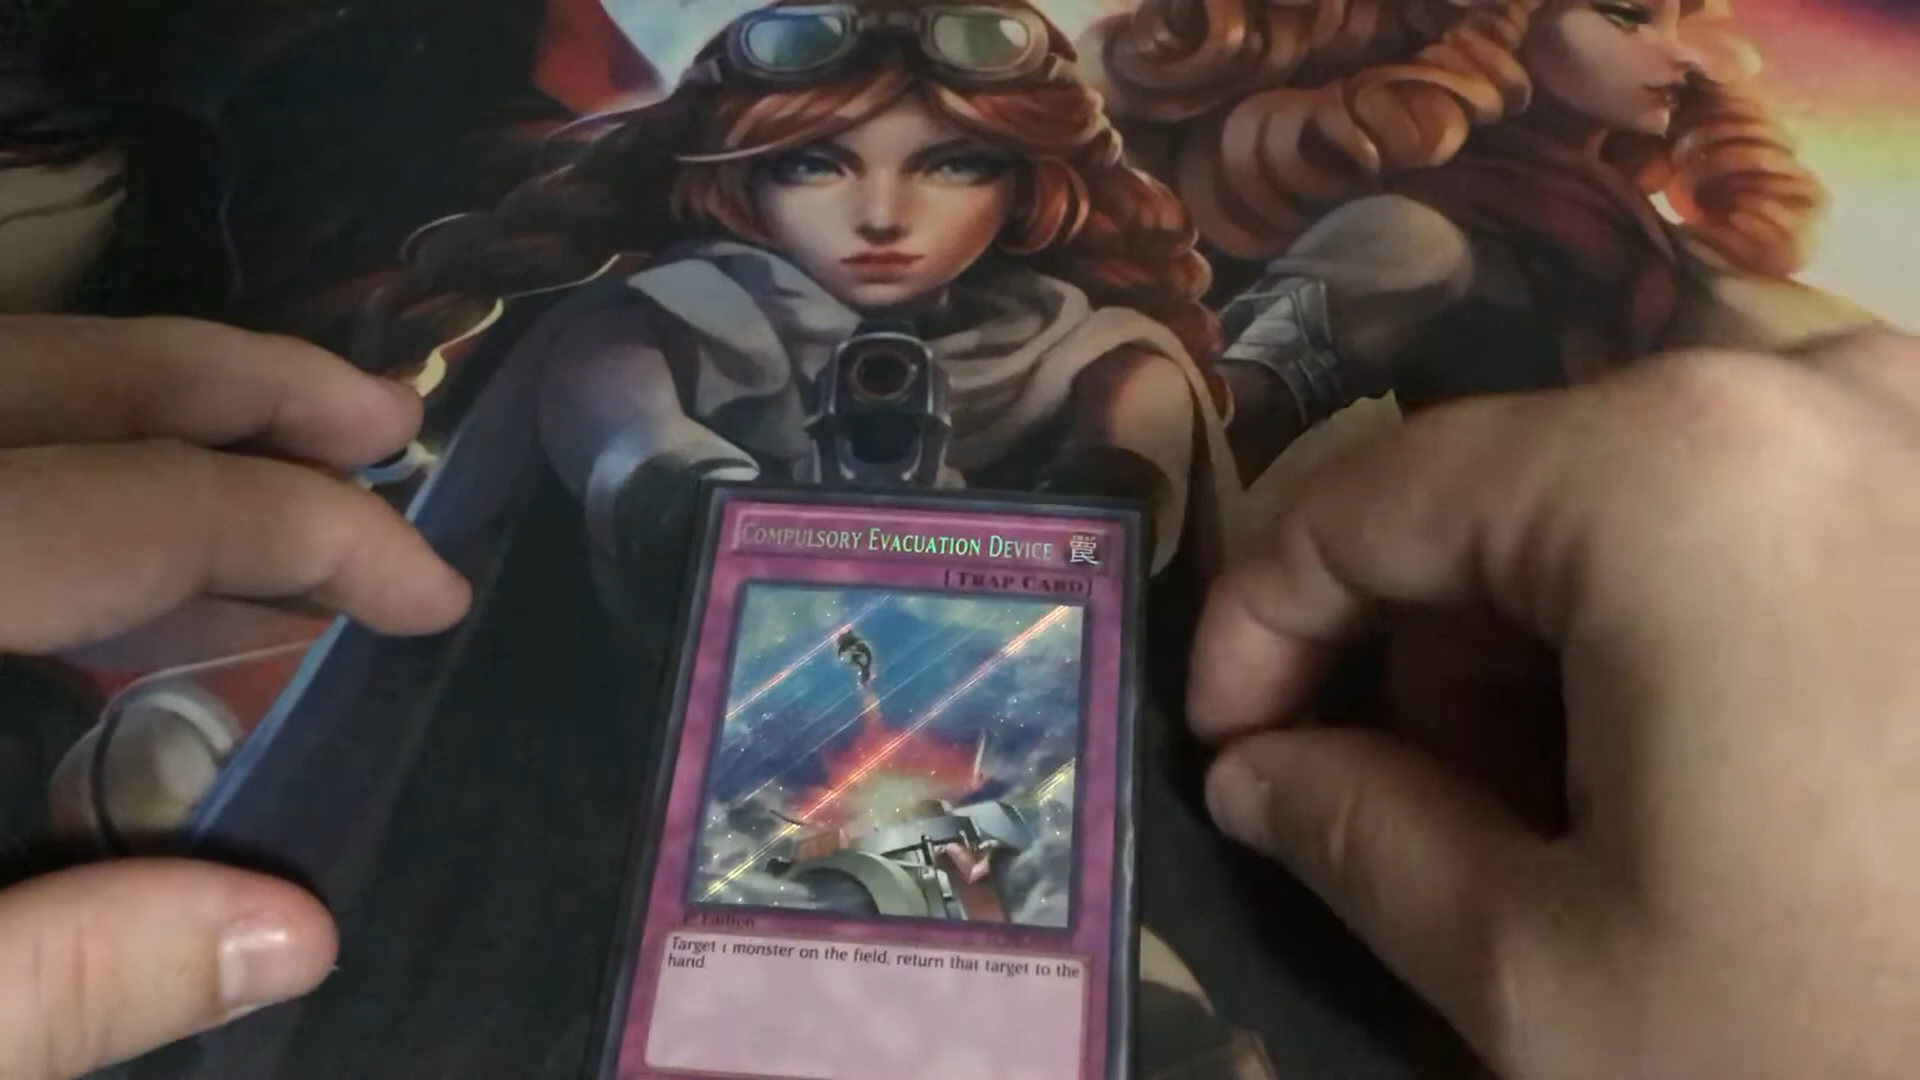 Compulsory Evacuation Device
罠
[Trap Card]
1st Edition
Target 1 monster on the field; return that target to the
hand.